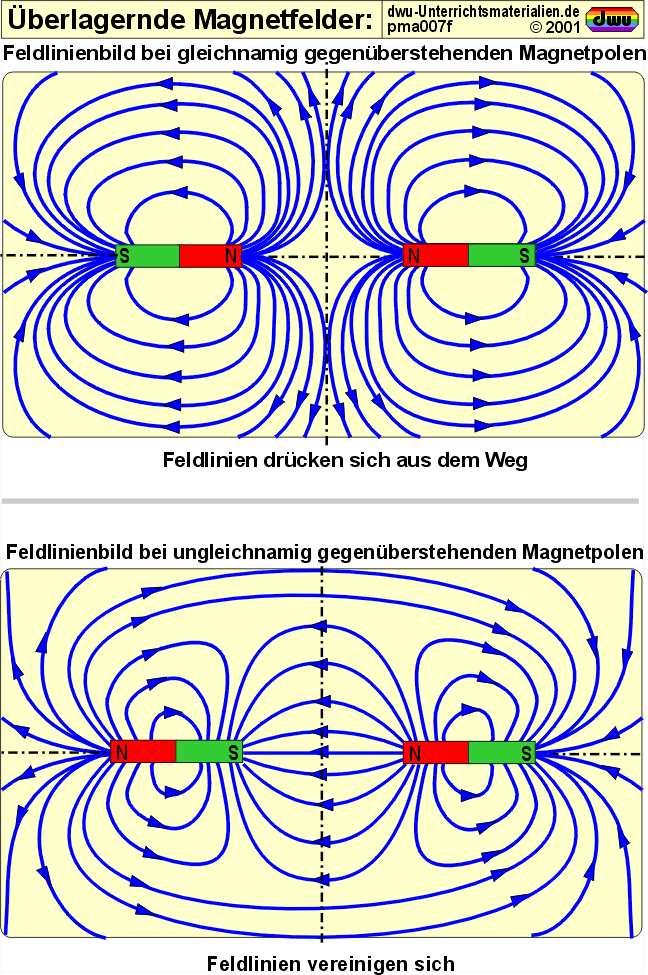 Überlagernde Magnetfelder:
dwu-Unterrichtsmaterialien.de
pma007f © 2001
dwu
Feldlinienbild bei gleichnamig gegenüberstehenden Magnetpolen
S N N S
Feldlinien drücken sich aus dem Weg
Feldlinienbild bei ungleichnamig gegenüberstehenden Magnetpolen
N S N S
Feldlinien vereinigen sich